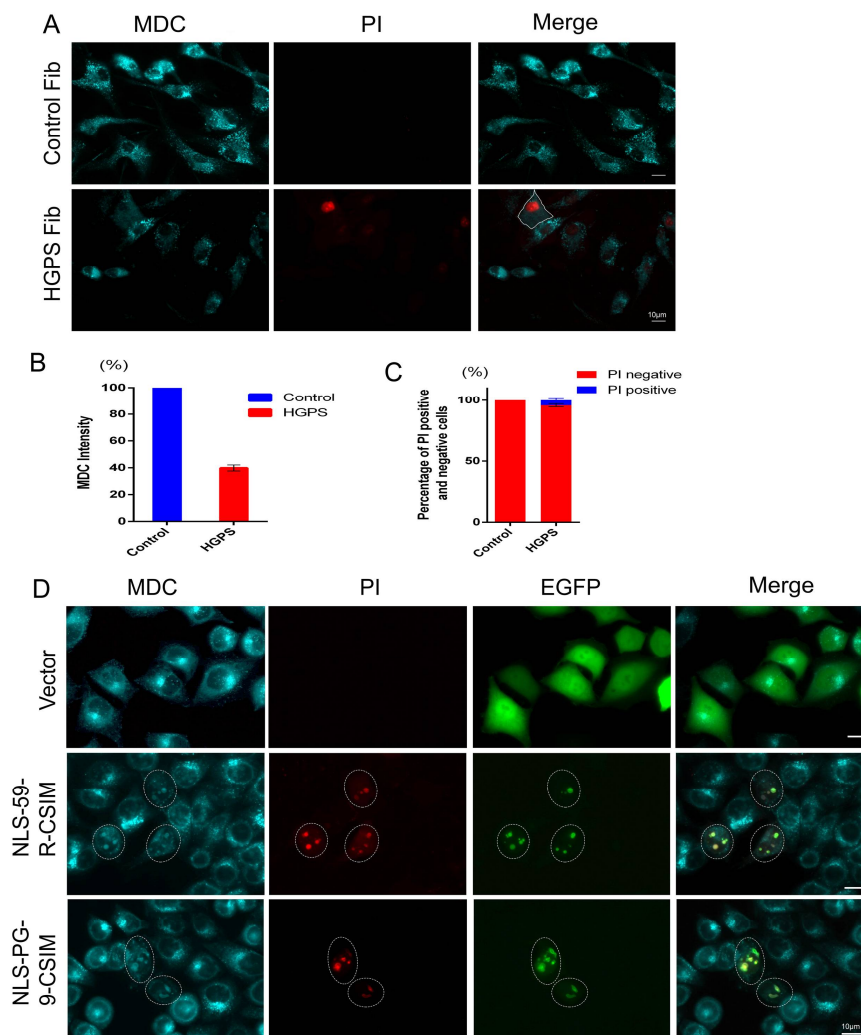 A
MDC
PI
Merge
Control Fib
HGPS Fib
10μm
B
(%)
100
80
60
40
20
0
MDC Intensity
Control
HGPS
Control
HGPS
C
(%)
100
50
0
Percentage of PI positive
and negative cells
Control
HGPS
PI negative
PI positive
D
MDC
PI
EGFP
Merge
Vector
NLS-59-
R-CSIM
NLS-PG-
9-CSIM
10μm